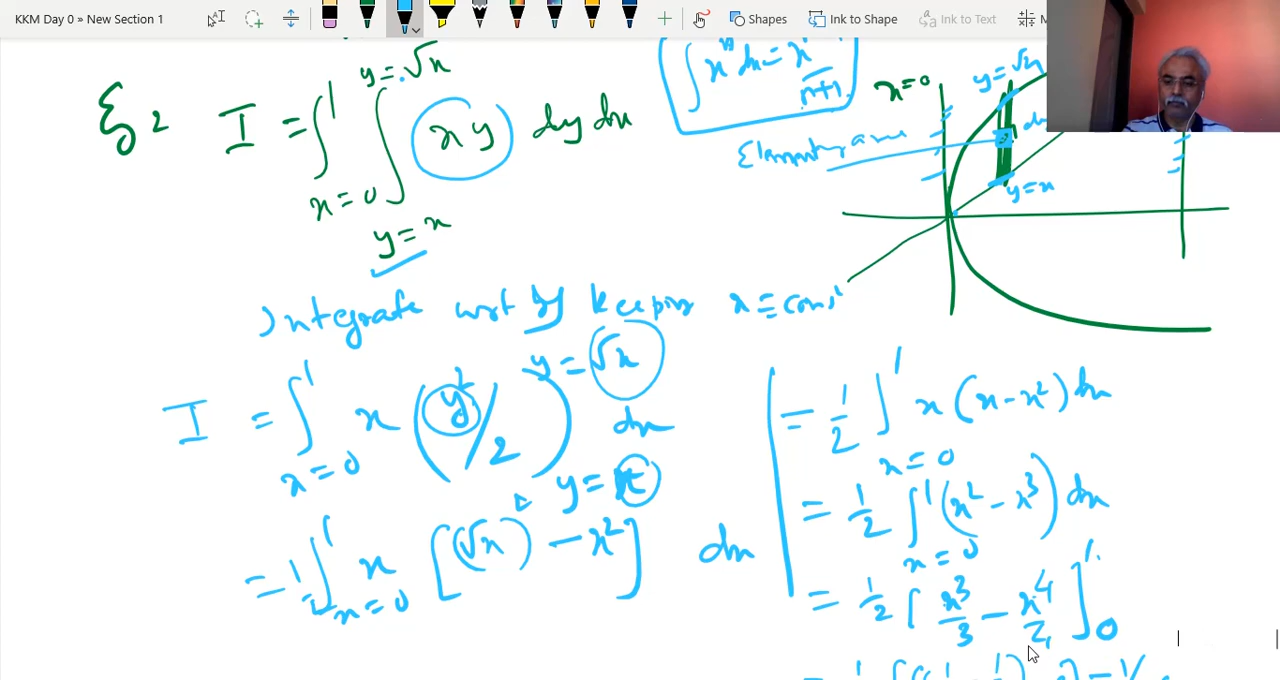 KKM Day 0 » New Section 1
Shapes
Ink to Shape
Ink to Text
∫ xⁿ dx = xⁿ⁺¹/n+1
x=0
y=√x
Elementary area
y=x
Ex 2 I = ∫_{x=0}^{1} ∫_{y=x}^{y=√x} xy dy dx
Integrate wrt y keeping x = const
I = ∫_{x=0}^{1} x (y²/2)_{y=x}^{y=√x} dx
= 1/2 ∫_{x=0}^{1} x [(√x)² − x²] dx
= 1/2 ∫_{x=0}^{1} x (x − x²) dx
= 1/2 ∫_{x=0}^{1} (x² − x³) dx
= 1/2 [x³/3 − x⁴/4]_{0}^{1}